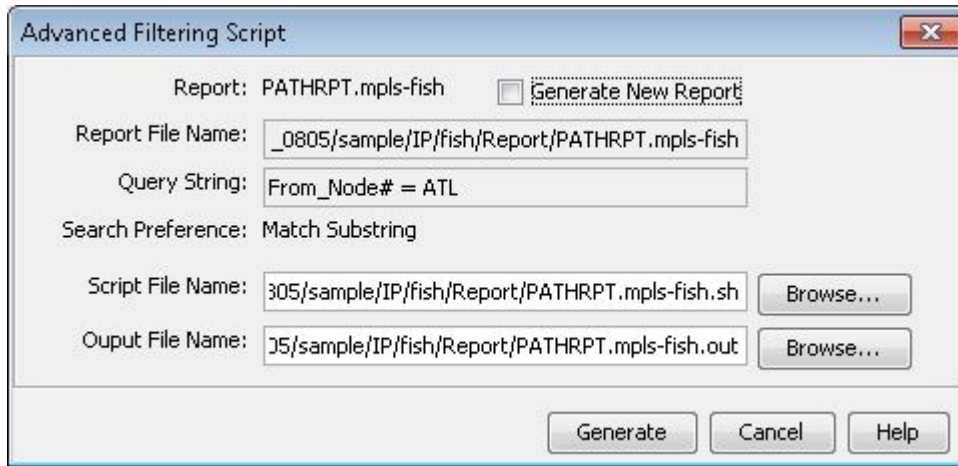 Advanced Filtering Script
Report: PATHRPT.mpls-fish Generate New Report
Report File Name: _0805/sample/IP/fish/Report/PATHRPT.mpls-fish
Query String: From_Node# = ATL
Search Preference: Match Substring
Script File Name: 305/sample/IP/fish/Report/PATHRPT.mpls-fish.sh Browse...
Ouput File Name: 05/sample/IP/fish/Report/PATHRPT.mpls-fish.out Browse...
Generate Cancel Help